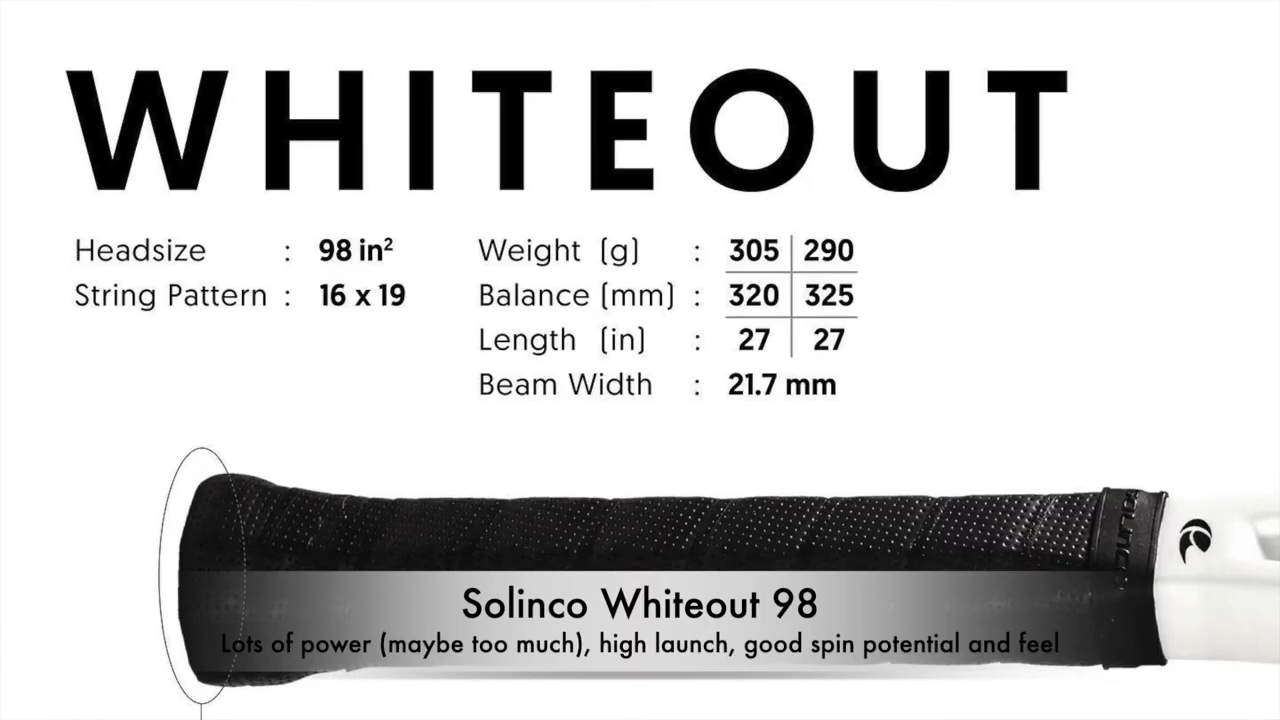 WHITEOUT
Headsize : 98 in²
String Pattern : 16 x 19
Weight (g) : 305 290
Balance (mm) : 320 325
Length (in) : 27 27
Beam Width : 21.7 mm
SOLINCO
Solinco Whiteout 98
Lots of power (maybe too much), high launch, good spin potential and feel